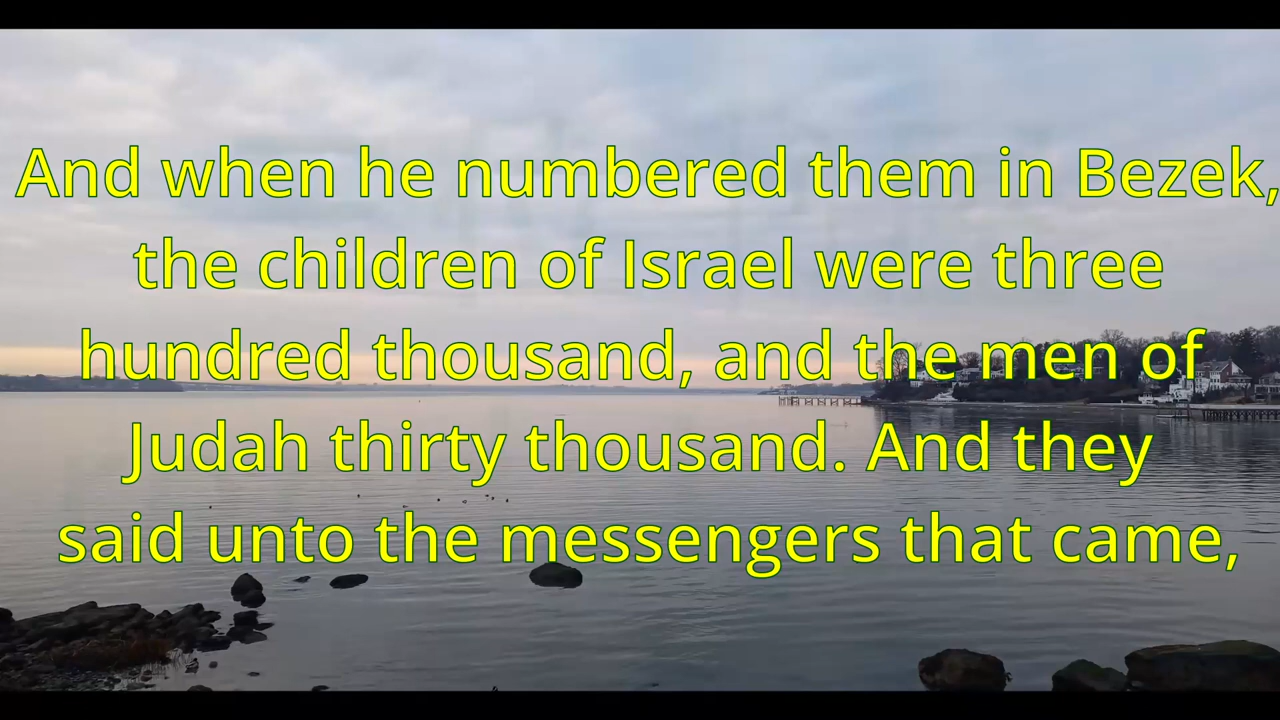 And when he numbered them in Bezek,
the children of Israel were three
hundred thousand, and the men of
Judah thirty thousand. And they
said unto the messengers that came,